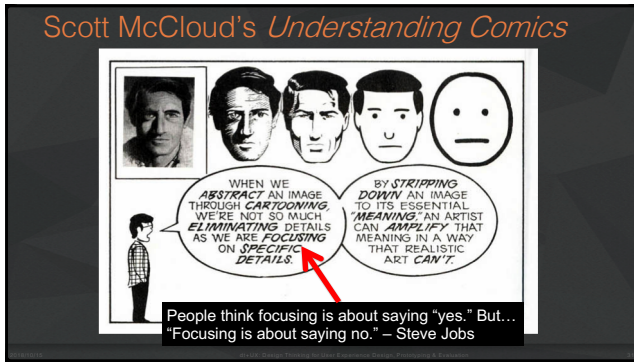 Scott McCloud's Understanding Comics
WHEN WE
ABSTRACT AN IMAGE
THROUGH CARTOONING,
WE'RE NOT SO MUCH
ELIMINATING DETAILS
AS WE ARE FOCUSING
ON SPECIFIC
DETAILS.
BY STRIPPING
DOWN AN IMAGE
TO ITS ESSENTIAL
"MEANING," AN ARTIST
CAN AMPLIFY THAT
MEANING IN A WAY
THAT REALISTIC
ART CAN'T.
People think focusing is about saying “yes.” But…
“Focusing is about saying no.” – Steve Jobs